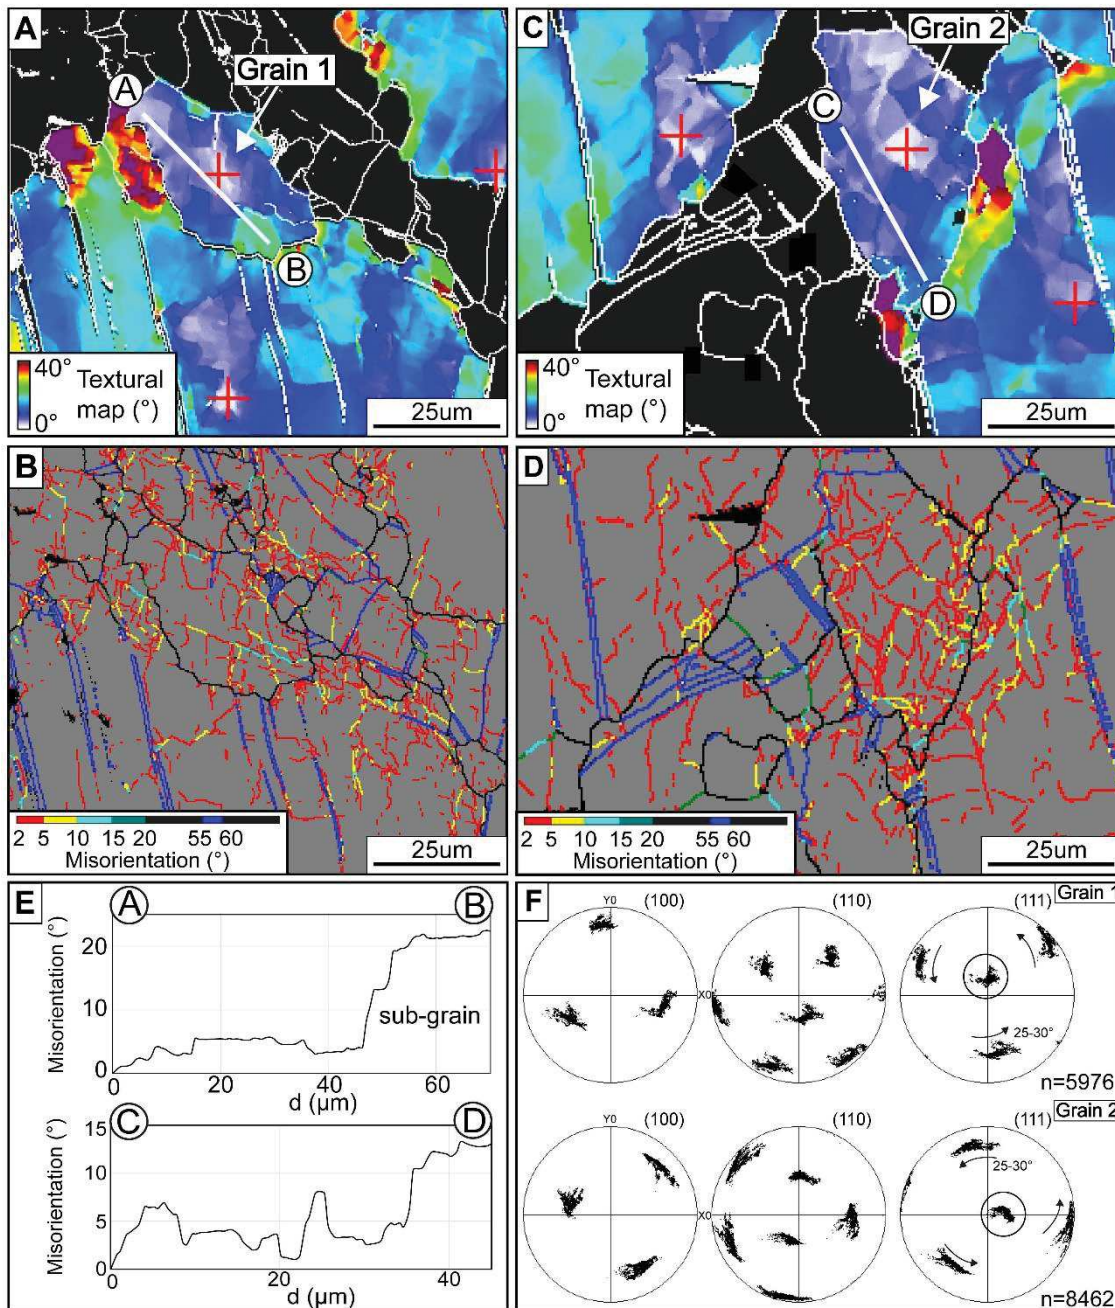 A
A
Grain 1
B
40°
0°
Textural
map (°)
25um
C
Grain 2
C
D
40°
0°
Textural
map (°)
25um
B
2 5 10 15 20 55 60
Misorientation (°)
25um
D
2 5 10 15 20 55 60
Misorientation (°)
25um
E
A
B
Misorientation (°)
20
10
0
sub-grain
0 20 40 60
d (µm)
C
D
Misorientation (°)
15
10
5
0
0 20 40
d (µm)
F
Y0
(100)
(110)
(111)
Grain 1
X0
25-30°
n=5976
Y0
(100)
(110)
(111)
Grain 2
X0
25-30°
n=8462